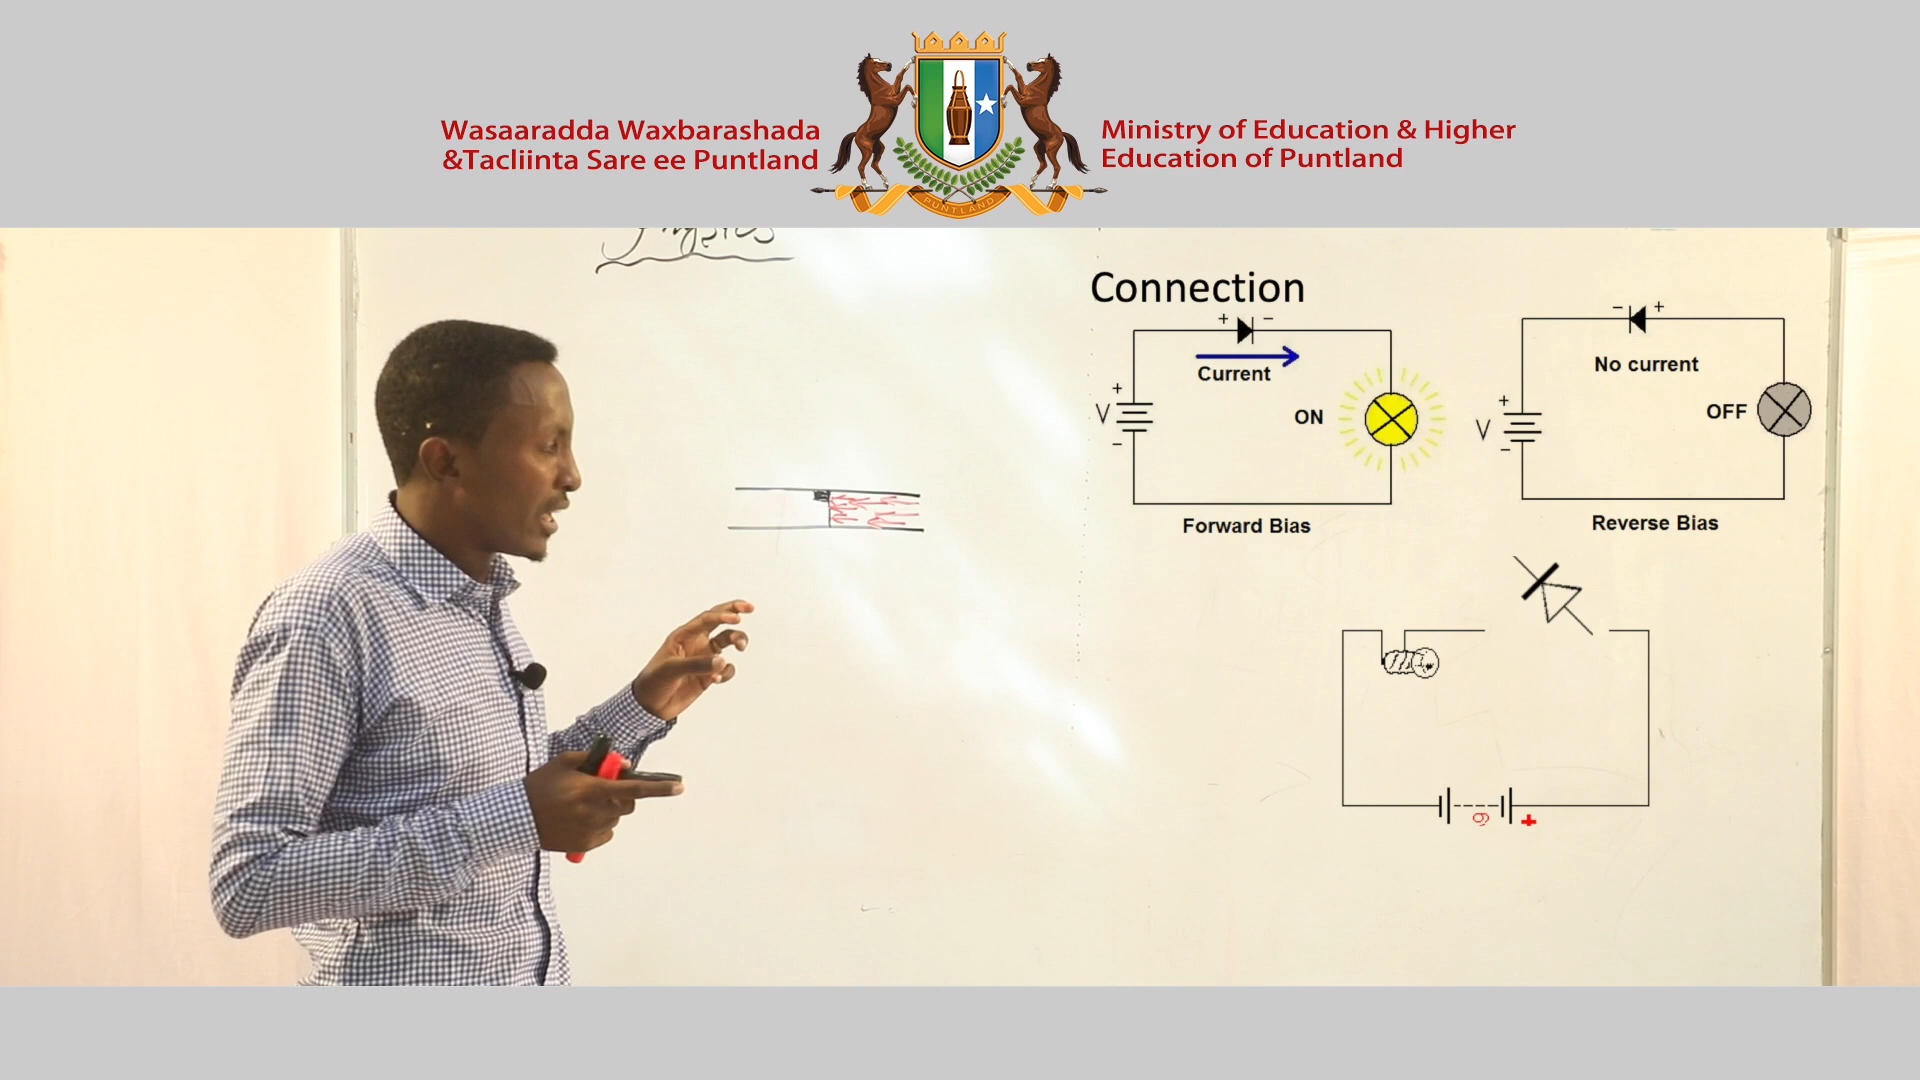 Wasaaradda Waxbarashada
&Tacliinta Sare ee Puntland
PUNTLAND
Ministry of Education & Higher
Education of Puntland
Physics
Connection
+ −
Current
+
V
−
ON
Forward Bias
− +
No current
+
V
−
OFF
Reverse Bias
+